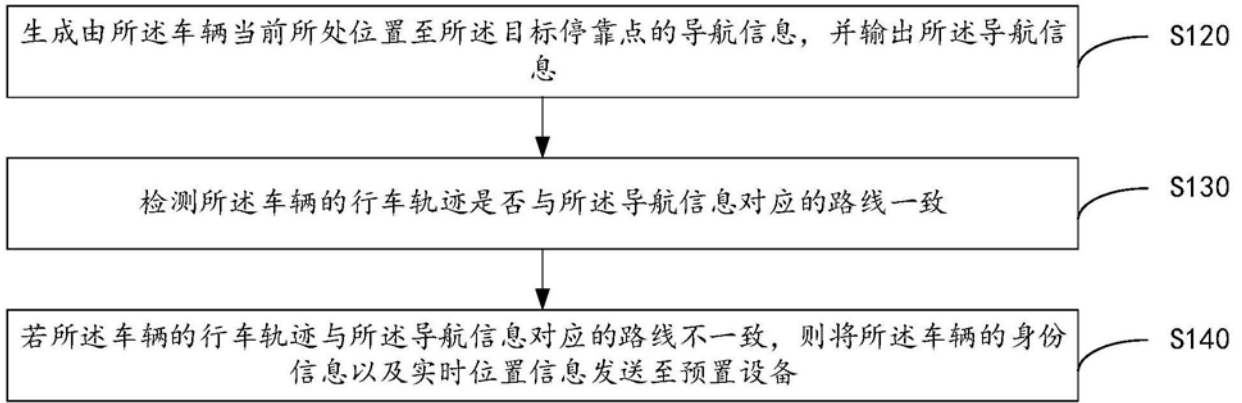 生成由所述车辆当前所处位置至所述目标停靠点的导航信息，并输出所述导航信
息
S120
检测所述车辆的行车轨迹是否与所述导航信息对应的路线一致
S130
若所述车辆的行车轨迹与所述导航信息对应的路线不一致，则将所述车辆的身份
信息以及实时位置信息发送至预置设备
S140